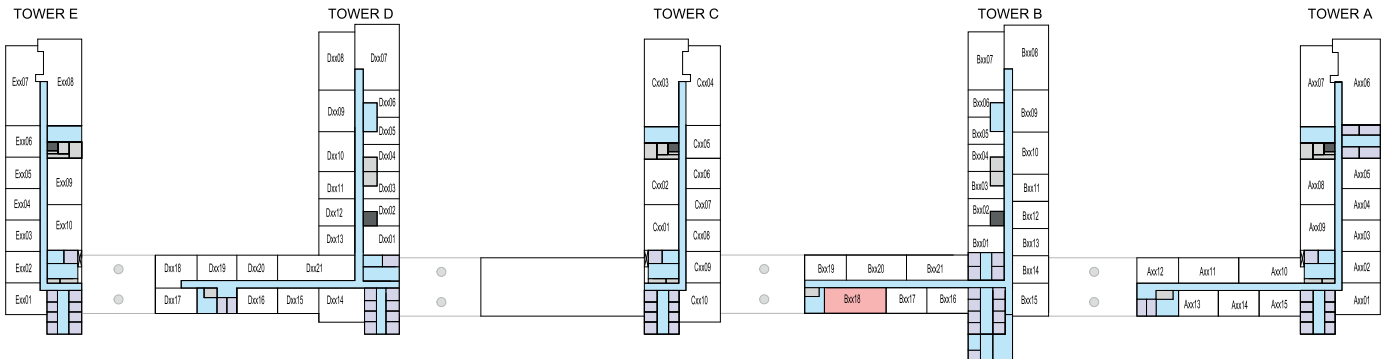 TOWER E
TOWER D
TOWER C
TOWER B
TOWER A
Exx07
Exx08
Exx06
Exx05
Exx09
Exx04
Exx03
Exx10
Exx02
Exx01
Dxx08
Dxx07
Dxx09
Dxx06
Dxx05
Dxx10
Dxx04
Dxx11
Dxx03
Dxx12
Dxx02
Dxx13
Dxx01
Dxx18
Dxx19
Dxx20
Dxx21
Dxx17
Dxx16
Dxx15
Dxx14
Cxx03
Cxx04
Cxx05
Cxx06
Cxx02
Cxx07
Cxx01
Cxx08
Cxx09
Cxx10
Bxx07
Bxx08
Bxx06
Bxx09
Bxx05
Bxx04
Bxx10
Bxx03
Bxx11
Bxx02
Bxx12
Bxx01
Bxx13
Bxx19
Bxx20
Bxx21
Bxx14
Bxx18
Bxx17
Bxx16
Bxx15
Axx07
Axx06
Axx05
Axx08
Axx04
Axx09
Axx03
Axx12
Axx11
Axx10
Axx02
Axx13
Axx14
Axx15
Axx01